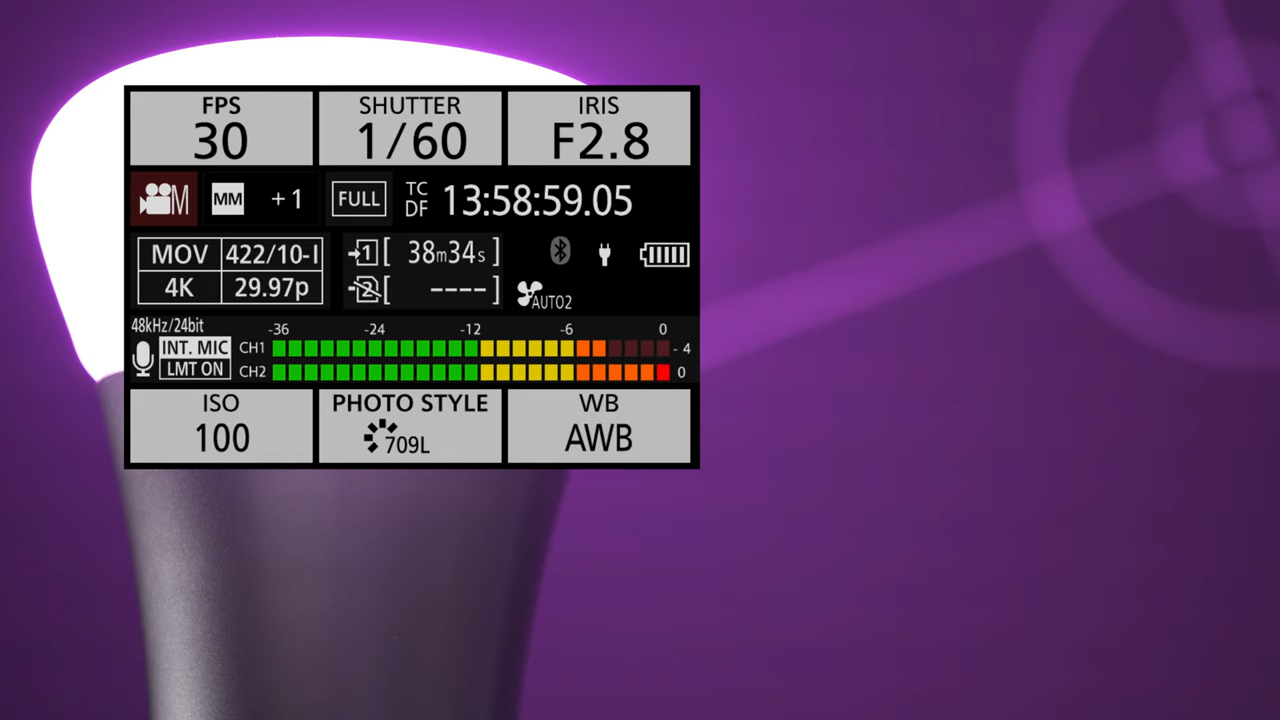 FPS SHUTTER IRIS
30 1/60 F2.8
M MM +1 FULL TC DF 13:58:59.05
MOV 422/10-I 1[ 38m34s ]
4K 29.97p 2[ ---- ] AUTO2
48kHz/24bit -36 -24 -12 -6 0
INT. MIC CH1 - 4
LMT ON CH2 0
ISO PHOTO STYLE WB
100 709L AWB